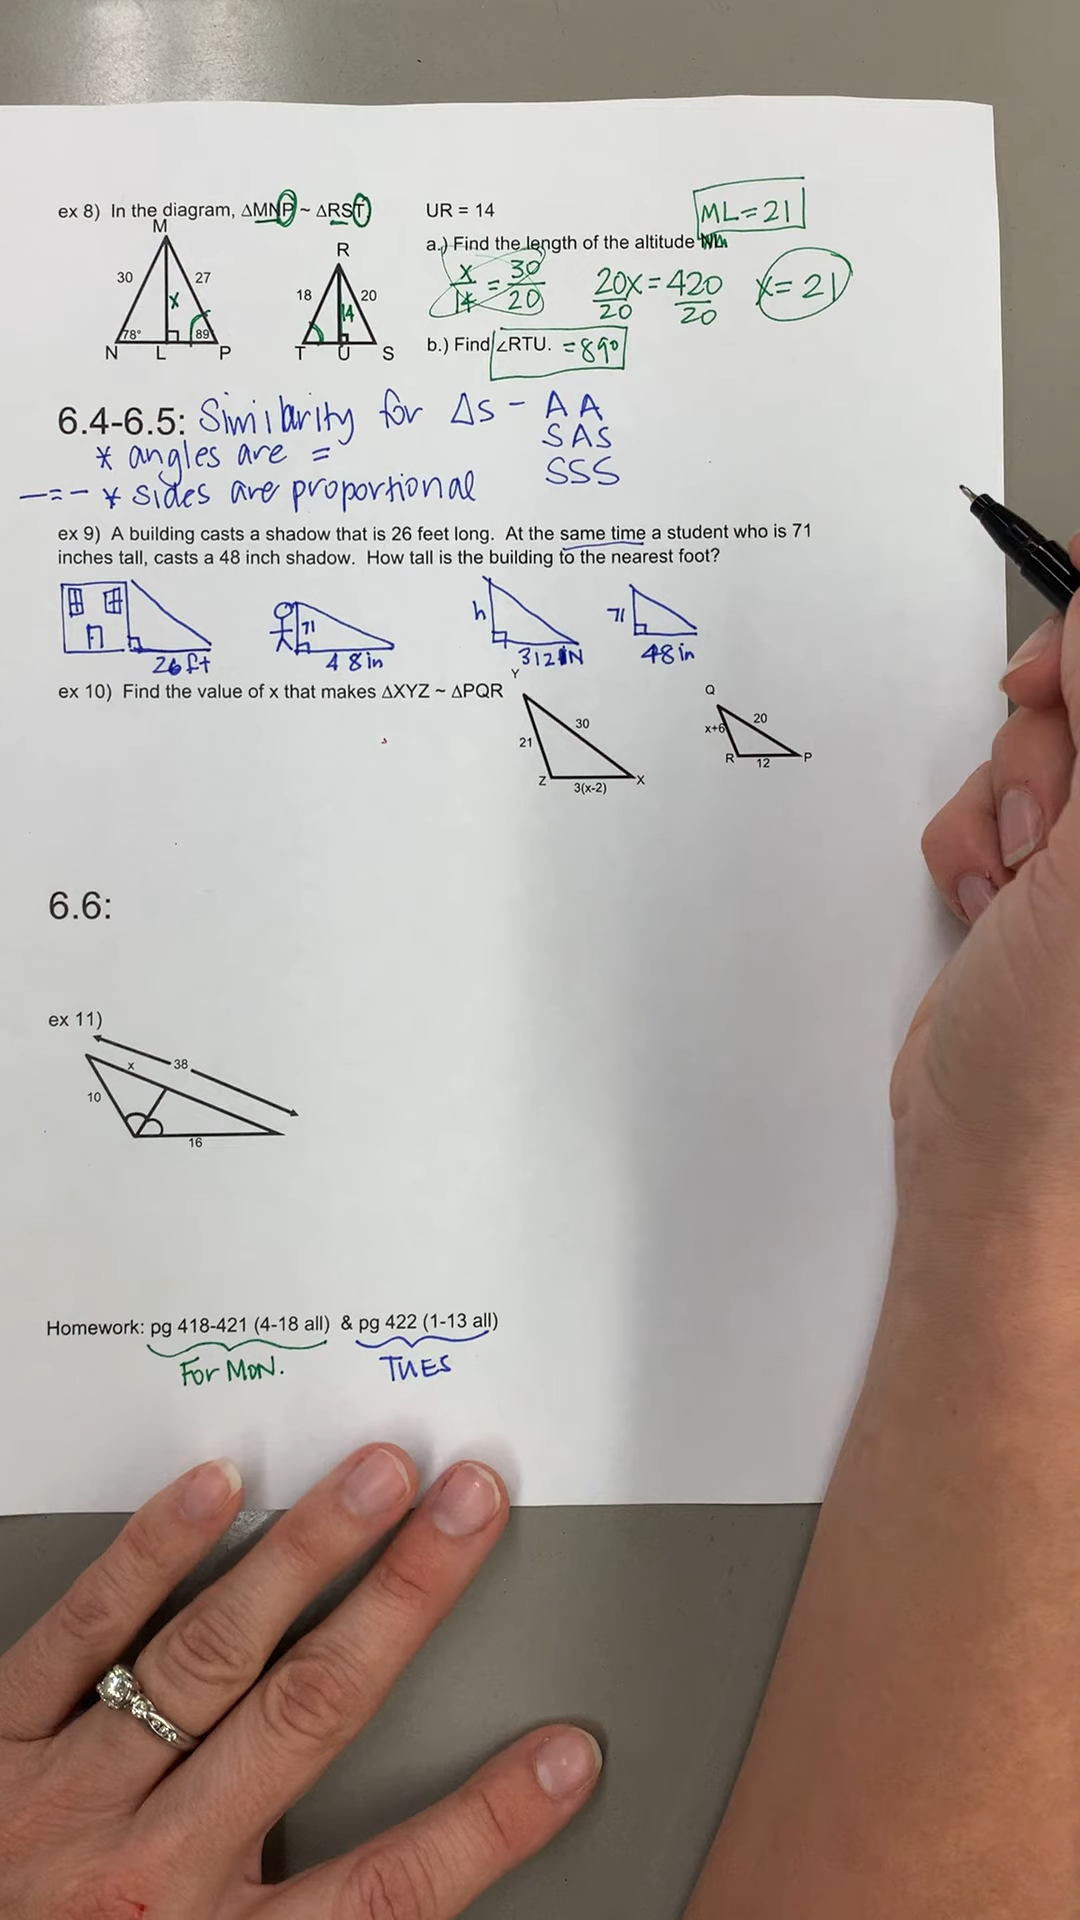 ex 8) In the diagram, ΔMNP ~ ΔRST
UR = 14
ML = 21
a.) Find the length of the altitude
x/14 = 30/20
20x = 420
20 20
x = 21
b.) Find ∠RTU. = 89°
M
30
27
x
78°
89°
N L P
R
18
20
14
T U S
6.4-6.5: Similarity for Δs - AA
SAS
SSS
* angles are =
— = — * sides are proportional
ex 9) A building casts a shadow that is 26 feet long. At the same time a student who is 71
inches tall, casts a 48 inch shadow. How tall is the building to the nearest foot?
26 ft
71
48in
h
312 IN
71
48in
ex 10) Find the value of x that makes ΔXYZ ~ ΔPQR
Y
30
21
Z
X
3(x-2)
Q
20
x+6
R
P
12
6.6:
ex 11)
x
38
10
16
Homework: pg 418-421 (4-18 all) & pg 422 (1-13 all)
For MON. TUES